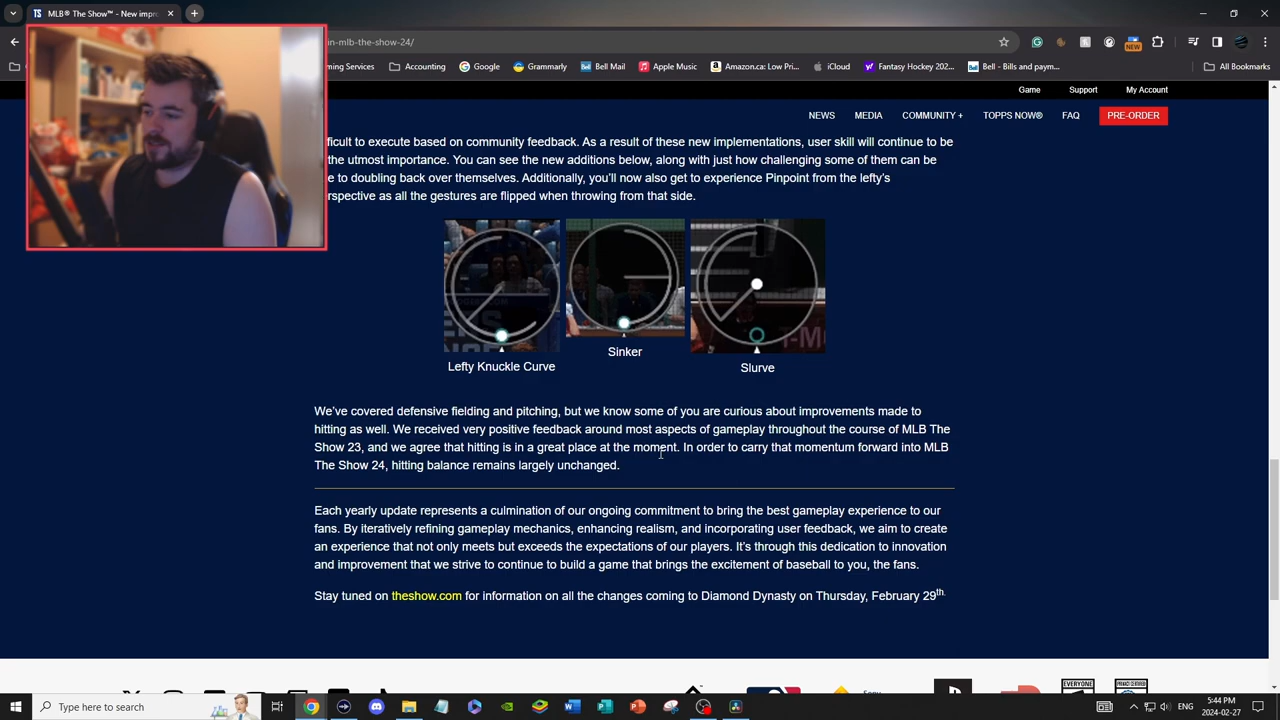 MLB® The Show™ - New impro
in-mlb-the-show-24/
NEW
ming Services
Accounting
Google
Grammarly
Bell Mail
Apple Music
Amazon.ca: Low Pri...
iCloud
Fantasy Hockey 202...
Bell - Bills and paym...
All Bookmarks
Game Support My Account
NEWS MEDIA COMMUNITY + TOPPS NOW® FAQ PRE-ORDER
ficult to execute based on community feedback. As a result of these new implementations, user skill will continue to be
the utmost importance. You can see the new additions below, along with just how challenging some of them can be
e to doubling back over themselves. Additionally, you'll now also get to experience Pinpoint from the lefty's
rspective as all the gestures are flipped when throwing from that side.
Lefty Knuckle Curve
Sinker
Slurve
We've covered defensive fielding and pitching, but we know some of you are curious about improvements made to
hitting as well. We received very positive feedback around most aspects of gameplay throughout the course of MLB The
Show 23, and we agree that hitting is in a great place at the moment. In order to carry that momentum forward into MLB
The Show 24, hitting balance remains largely unchanged.
Each yearly update represents a culmination of our ongoing commitment to bring the best gameplay experience to our
fans. By iteratively refining gameplay mechanics, enhancing realism, and incorporating user feedback, we aim to create
an experience that not only meets but exceeds the expectations of our players. It's through this dedication to innovation
and improvement that we strive to continue to build a game that brings the excitement of baseball to you, the fans.
Stay tuned on theshow.com for information on all the changes coming to Diamond Dynasty on Thursday, February 29th.
EVERYONE
PRIVACY CERTIFIED
Type here to search
ENG
5:44 PM
2024-02-27